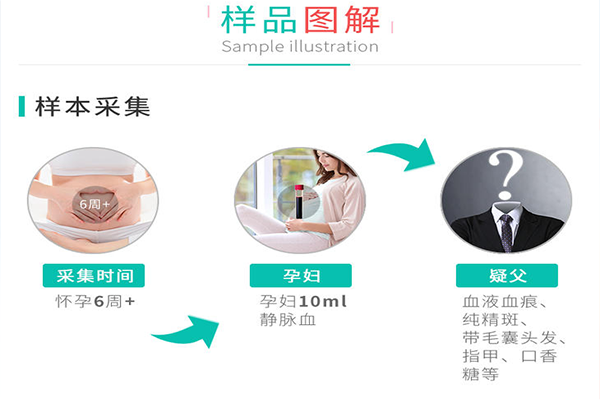 样品图解
Sample illustration
样本采集
6周+
?
采集时间
孕妇
疑父
怀孕6周+
孕妇10ml
静脉血
血液血痕、
纯精斑、
带毛囊头发、
指甲、口香
糖等